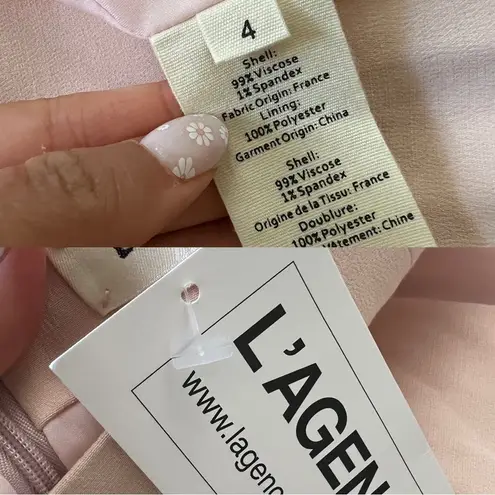 4
Shell:
99% Viscose
1% Spandex
Fabric Origin: France
Lining:
100% Polyester
Garment Origin: China
Shell:
99% Viscose
1% Spandex
Origine de la Tissu: France
Doublure:
100% Polyester
Vêtement: Chine
L'AGEN
www.lagenc